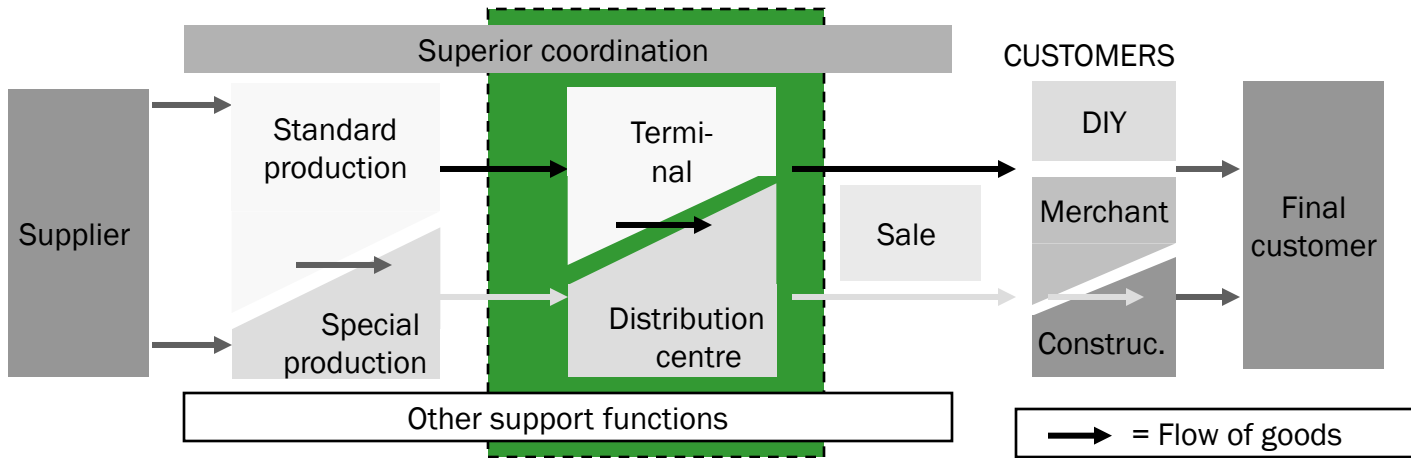 Superior coordination
CUSTOMERS
Supplier
Standard
production
Special
production
Termi-
nal
Distribution
centre
Sale
DIY
Merchant
Construc.
Final
customer
Other support functions
= Flow of goods